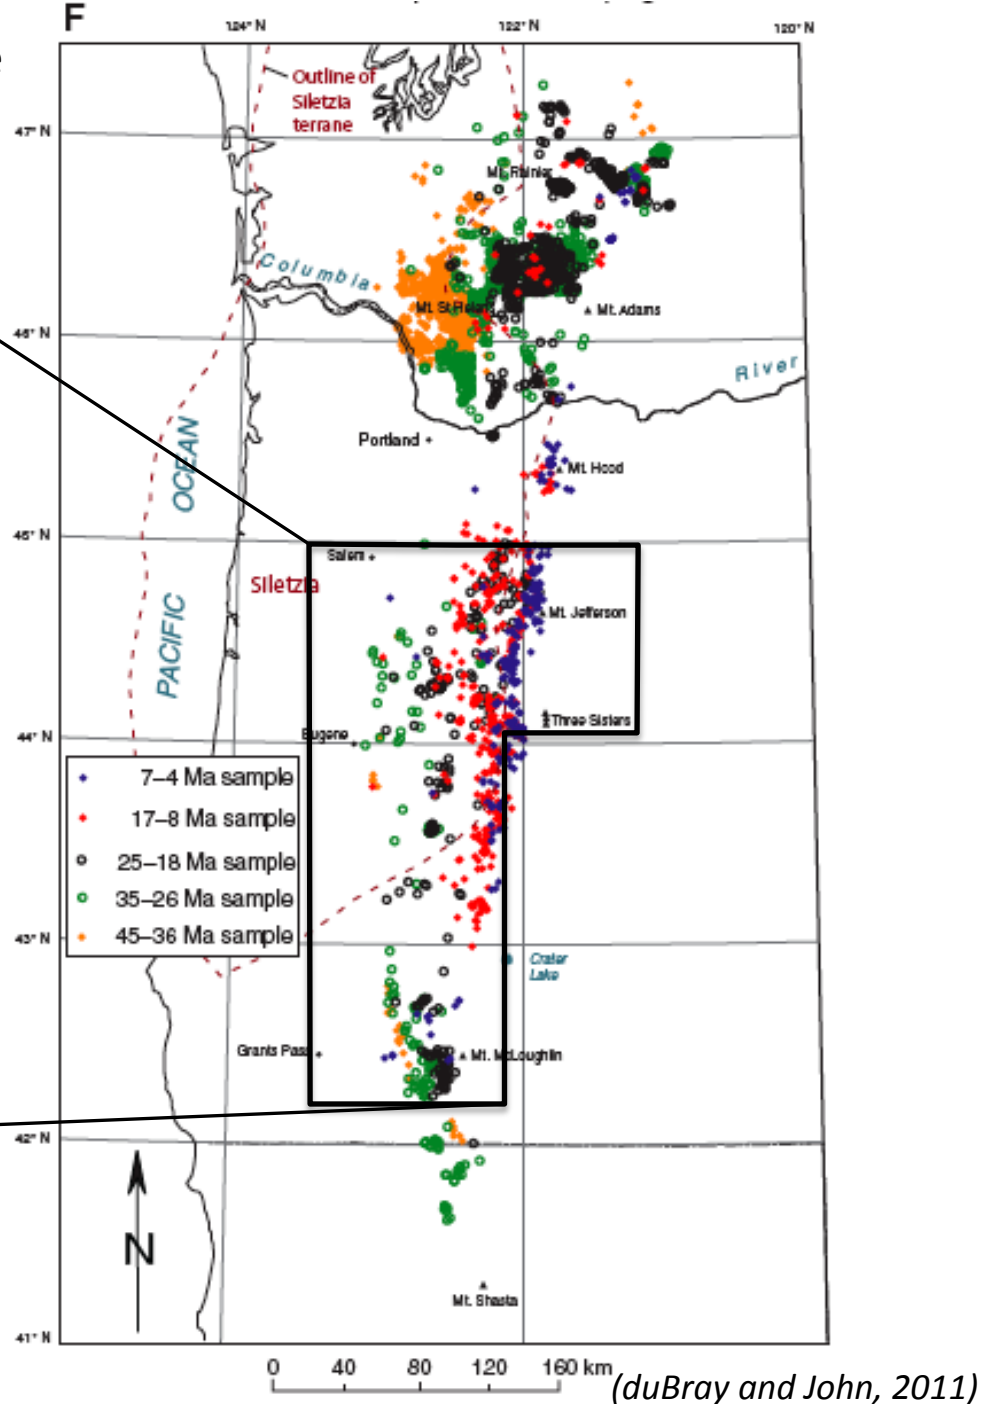 F
124° N
122° N
120° N
Outline of
Siletzia
terrane
47° N
Mt. Rainier
Columbia
Mt. St Helens
Mt. Adams
46° N
River
Portland
Mt. Hood
OCEAN
45° N
Salem
Siletzia
Mt. Jefferson
PACIFIC
Three Sisters
Eugene
44° N
7–4 Ma sample
17–8 Ma sample
25–18 Ma sample
35–26 Ma sample
45–36 Ma sample
43° N
Crater
Lake
Grants Pass
Mt. McLoughlin
42° N
N
Mt. Shasta
41° N
0 40 80 120 160 km
(duBray and John, 2011)